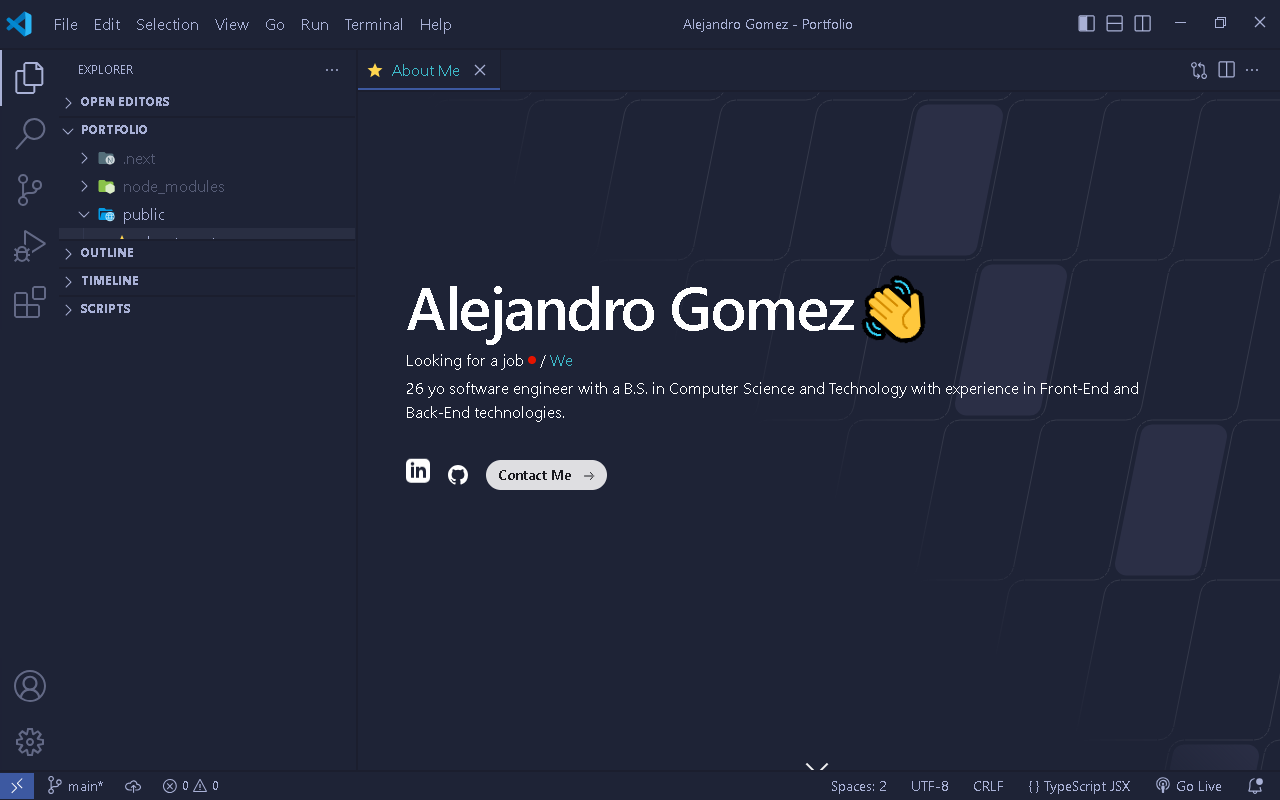 File Edit Selection View Go Run Terminal Help
Alejandro Gomez - Portfolio
EXPLORER
OPEN EDITORS
PORTFOLIO
.next
node_modules
public
OUTLINE
TIMELINE
SCRIPTS
About Me
Alejandro Gomez
Looking for a job / We
26 yo software engineer with a B.S. in Computer Science and Technology with experience in Front-End and
Back-End technologies.
in
Contact Me →
main* 0 0 Spaces: 2 UTF-8 CRLF { } TypeScript JSX Go Live